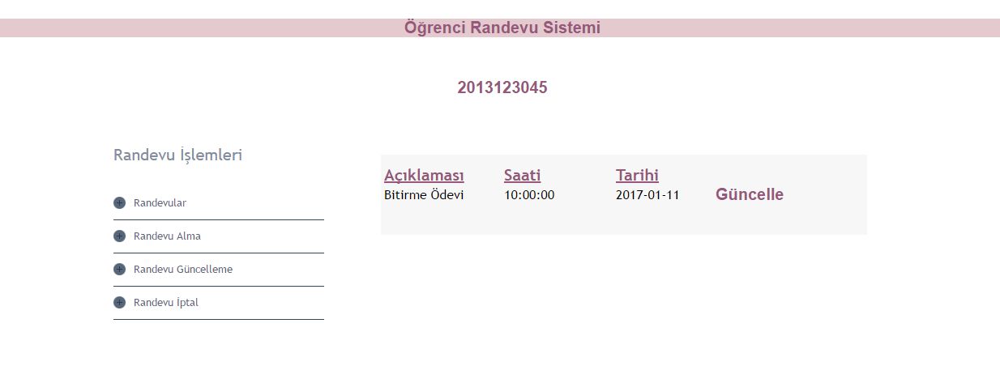 Öğrenci Randevu Sistemi
2013123045
Randevu İşlemleri
Randevular
Randevu Alma
Randevu Güncelleme
Randevu İptal
Açıklaması Saati Tarihi
Bitirme Ödevi 10:00:00 2017-01-11 Güncelle